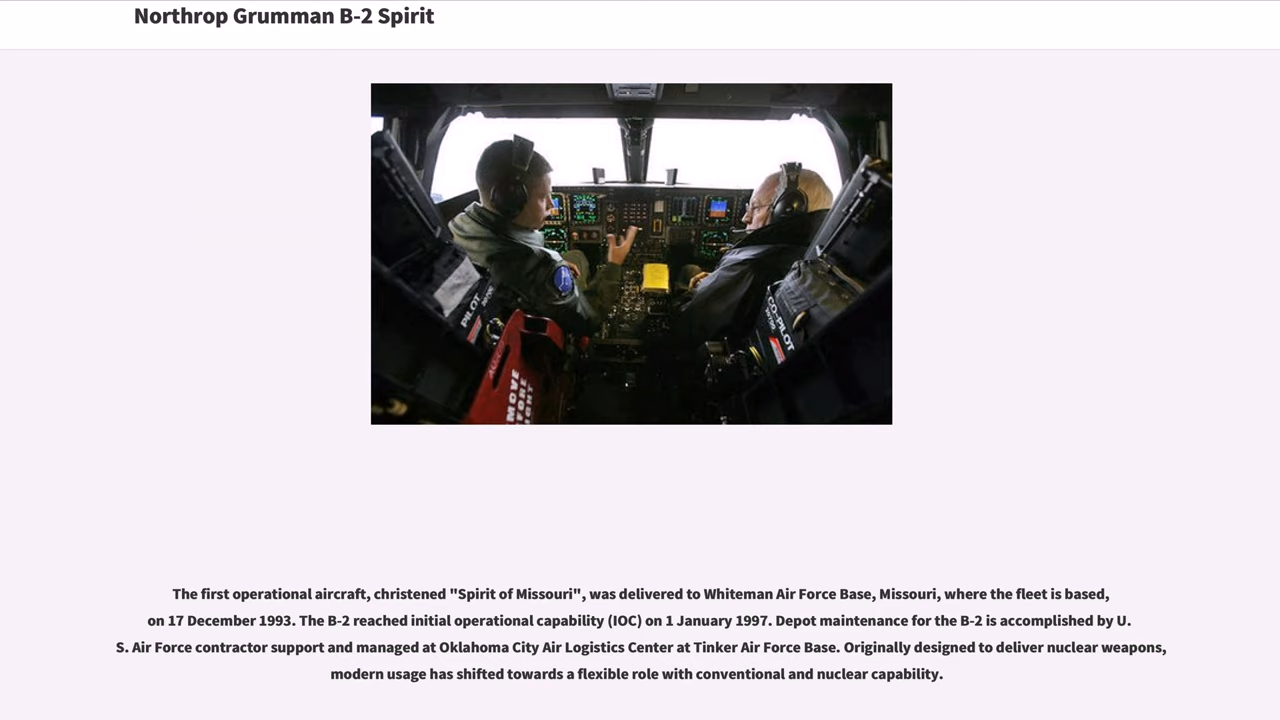 Northrop Grumman B-2 Spirit
PILOT
CO-PILOT
The first operational aircraft, christened "Spirit of Missouri", was delivered to Whiteman Air Force Base, Missouri, where the fleet is based,
on 17 December 1993. The B-2 reached initial operational capability (IOC) on 1 January 1997. Depot maintenance for the B-2 is accomplished by U.
S. Air Force contractor support and managed at Oklahoma City Air Logistics Center at Tinker Air Force Base. Originally designed to deliver nuclear weapons,
modern usage has shifted towards a flexible role with conventional and nuclear capability.